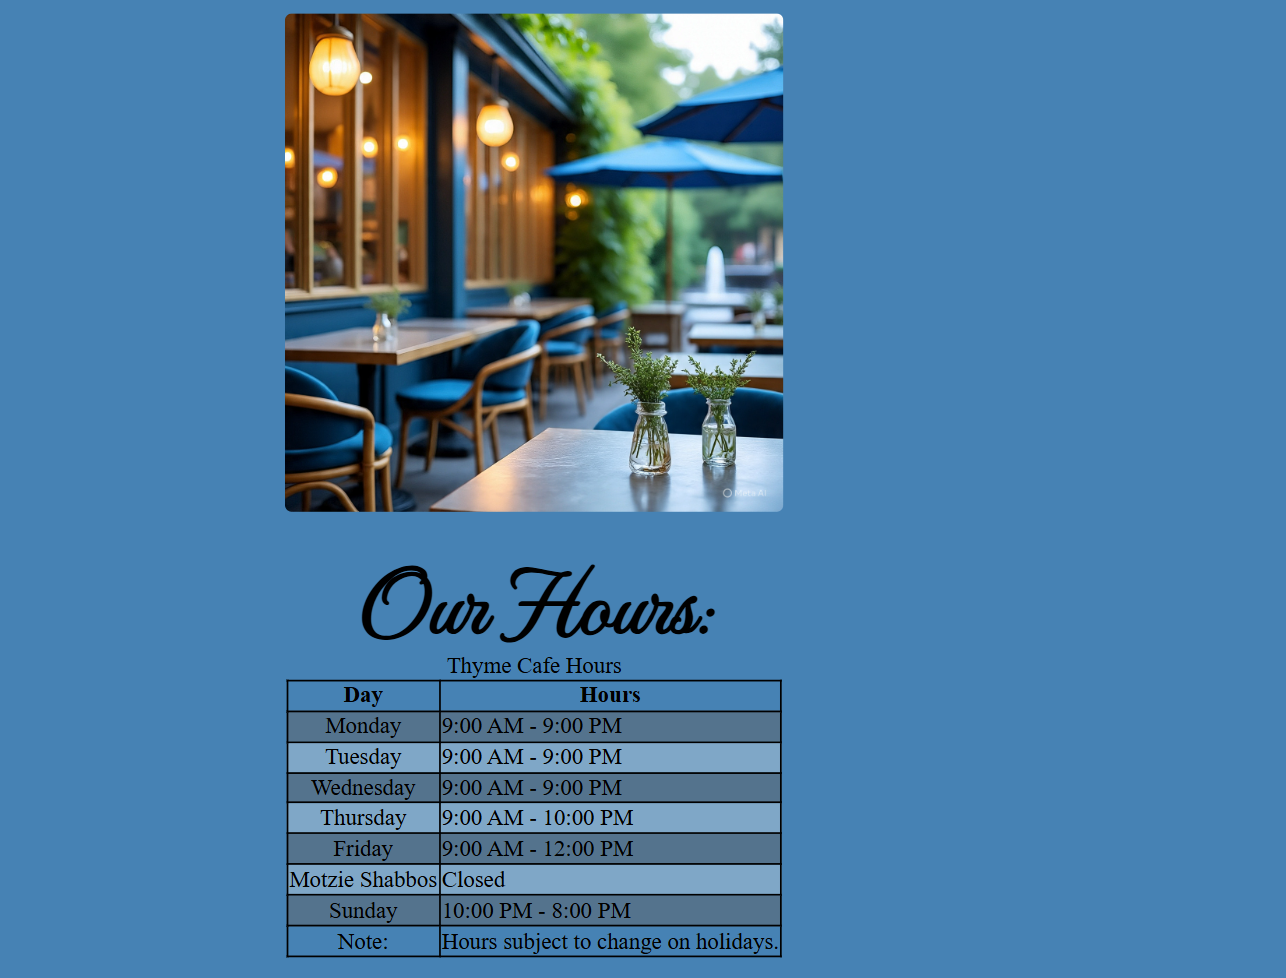 Meta AI
Our Hours:
Thyme Cafe Hours
Day Hours
Monday 9:00 AM - 9:00 PM
Tuesday 9:00 AM - 9:00 PM
Wednesday 9:00 AM - 9:00 PM
Thursday 9:00 AM - 10:00 PM
Friday 9:00 AM - 12:00 PM
Motzie Shabbos Closed
Sunday 10:00 PM - 8:00 PM
Note: Hours subject to change on holidays.